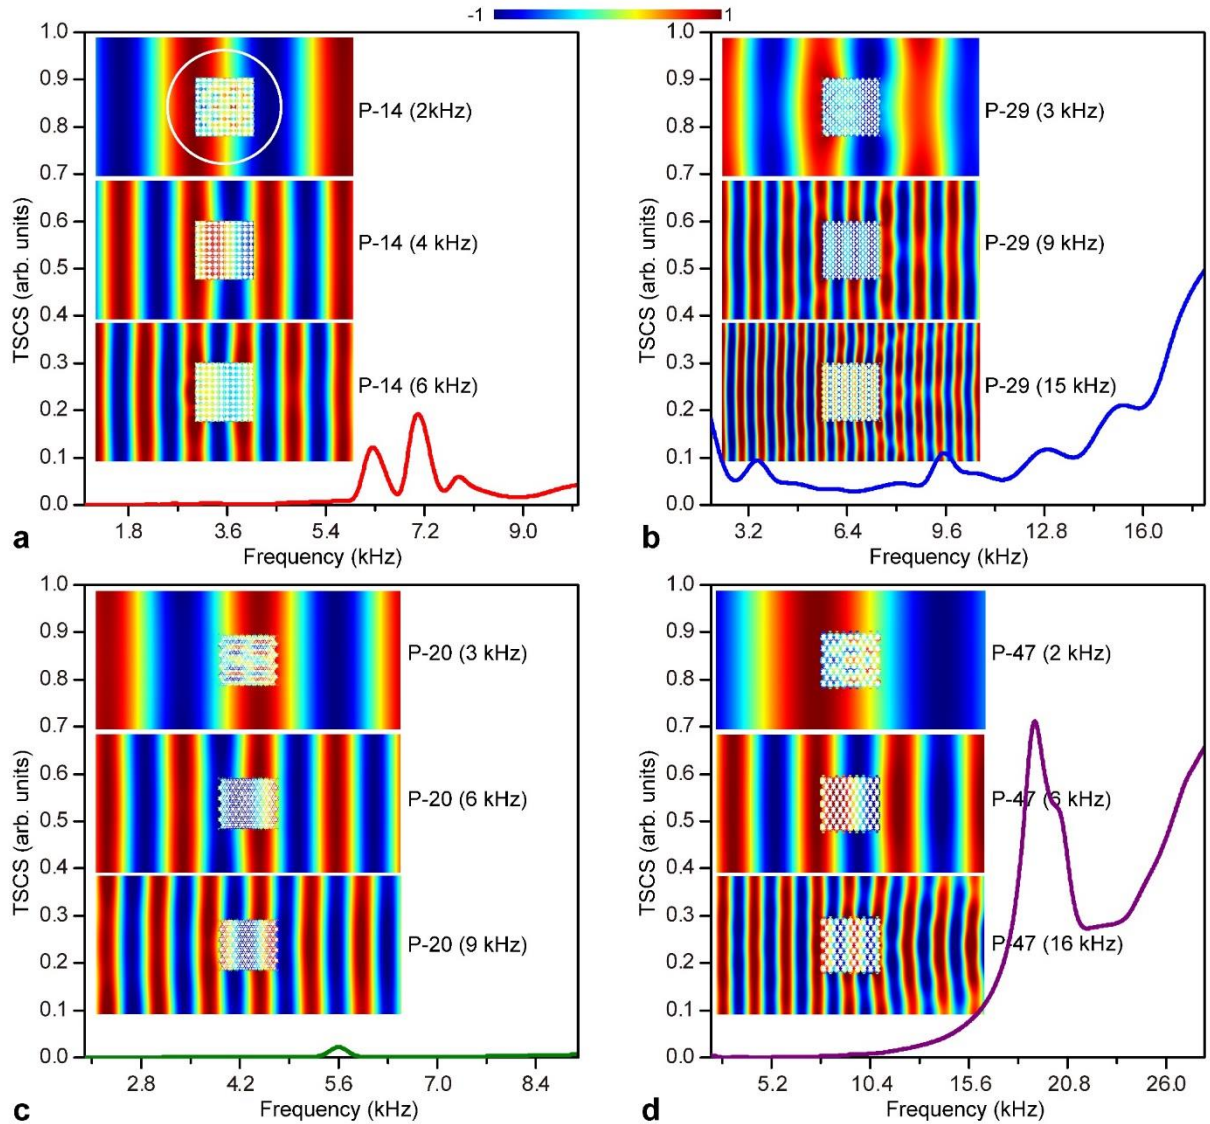 -1 1
TSCS (arb. units)
1.0
0.9
0.8
0.7
0.6
0.5
0.4
0.3
0.2
0.1
0.0
P-14 (2kHz)
P-14 (4 kHz)
P-14 (6 kHz)
1.8 3.6 5.4 7.2 9.0
a Frequency (kHz)
TSCS (arb. units)
1.0
0.9
0.8
0.7
0.6
0.5
0.4
0.3
0.2
0.1
0.0
P-29 (3 kHz)
P-29 (9 kHz)
P-29 (15 kHz)
3.2 6.4 9.6 12.8 16.0
b Frequency (kHz)
TSCS (arb. units)
1.0
0.9
0.8
0.7
0.6
0.5
0.4
0.3
0.2
0.1
0.0
P-20 (3 kHz)
P-20 (6 kHz)
P-20 (9 kHz)
2.8 4.2 5.6 7.0 8.4
c Frequency (kHz)
TSCS (arb. units)
1.0
0.9
0.8
0.7
0.6
0.5
0.4
0.3
0.2
0.1
0.0
P-47 (2 kHz)
P-47 (6 kHz)
P-47 (16 kHz)
5.2 10.4 15.6 20.8 26.0
d Frequency (kHz)